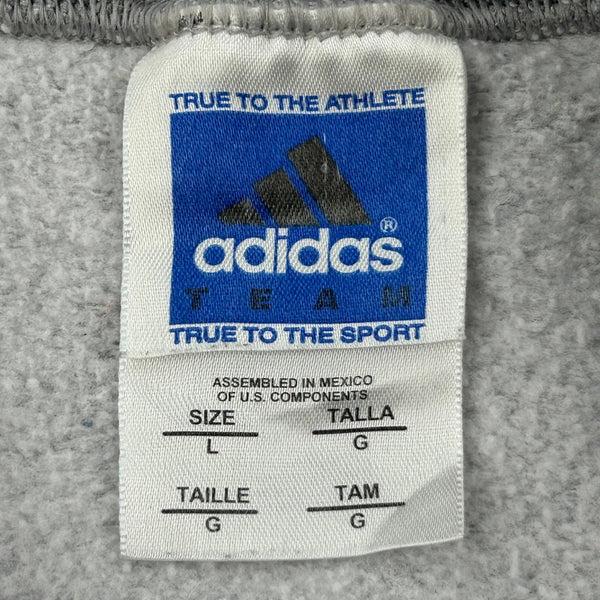 TRUE TO THE ATHLETE
adidas®
TEAM
TRUE TO THE SPORT
ASSEMBLED IN MEXICO
OF U.S. COMPONENTS
SIZE TALLA
L G
TAILLE TAM
G G